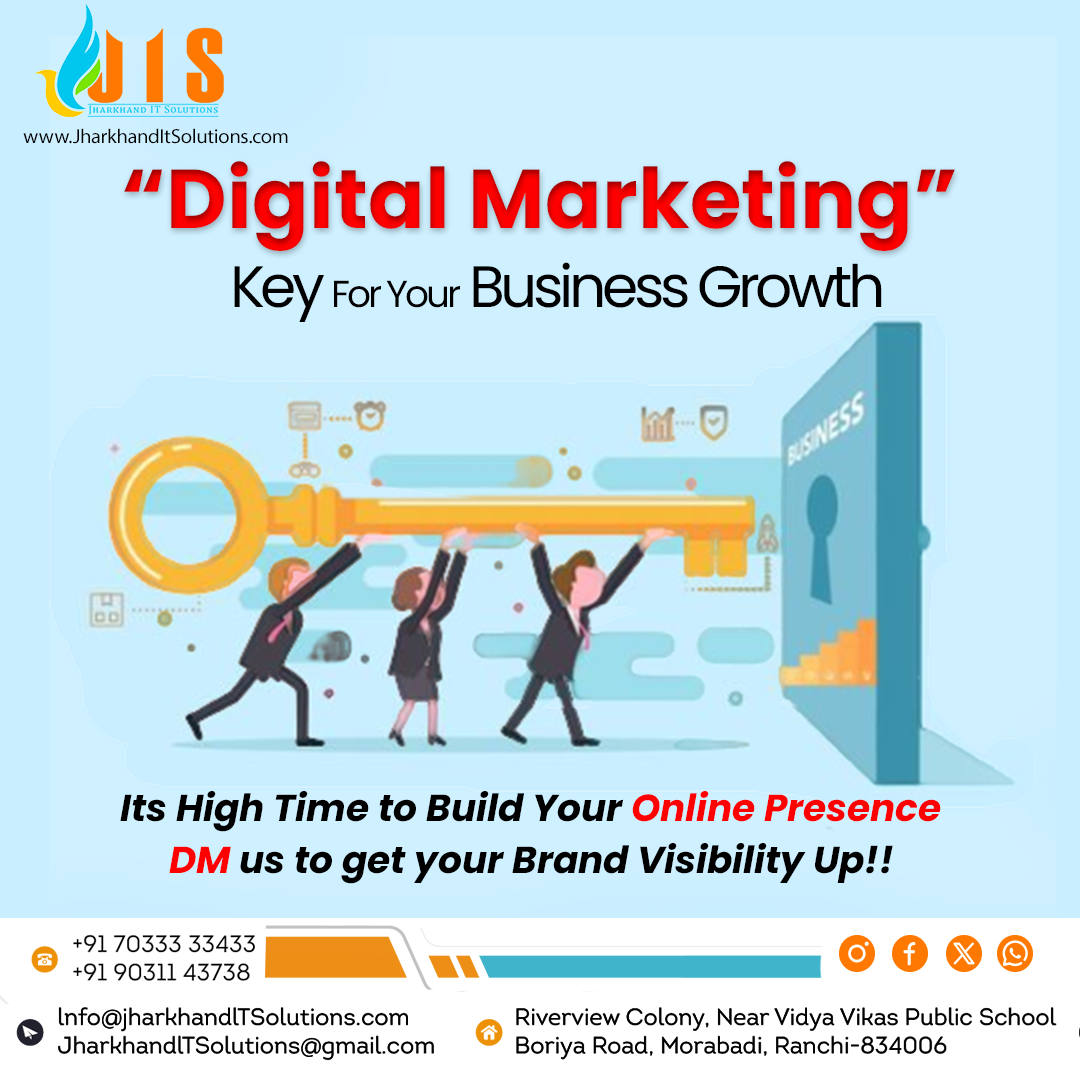 JIS
JHARKHAND IT SOLUTIONS
www.JharkhandItSolutions.com
“Digital Marketing”
Key For Your Business Growth
BUSINESS
Its High Time to Build Your Online Presence
DM us to get your Brand Visibility Up!!
+91 70333 33433
+91 90311 43738
Info@jharkhandITSolutions.com
JharkhandITSolutions@gmail.com
Riverview Colony, Near Vidya Vikas Public School
Boriya Road, Morabadi, Ranchi-834006